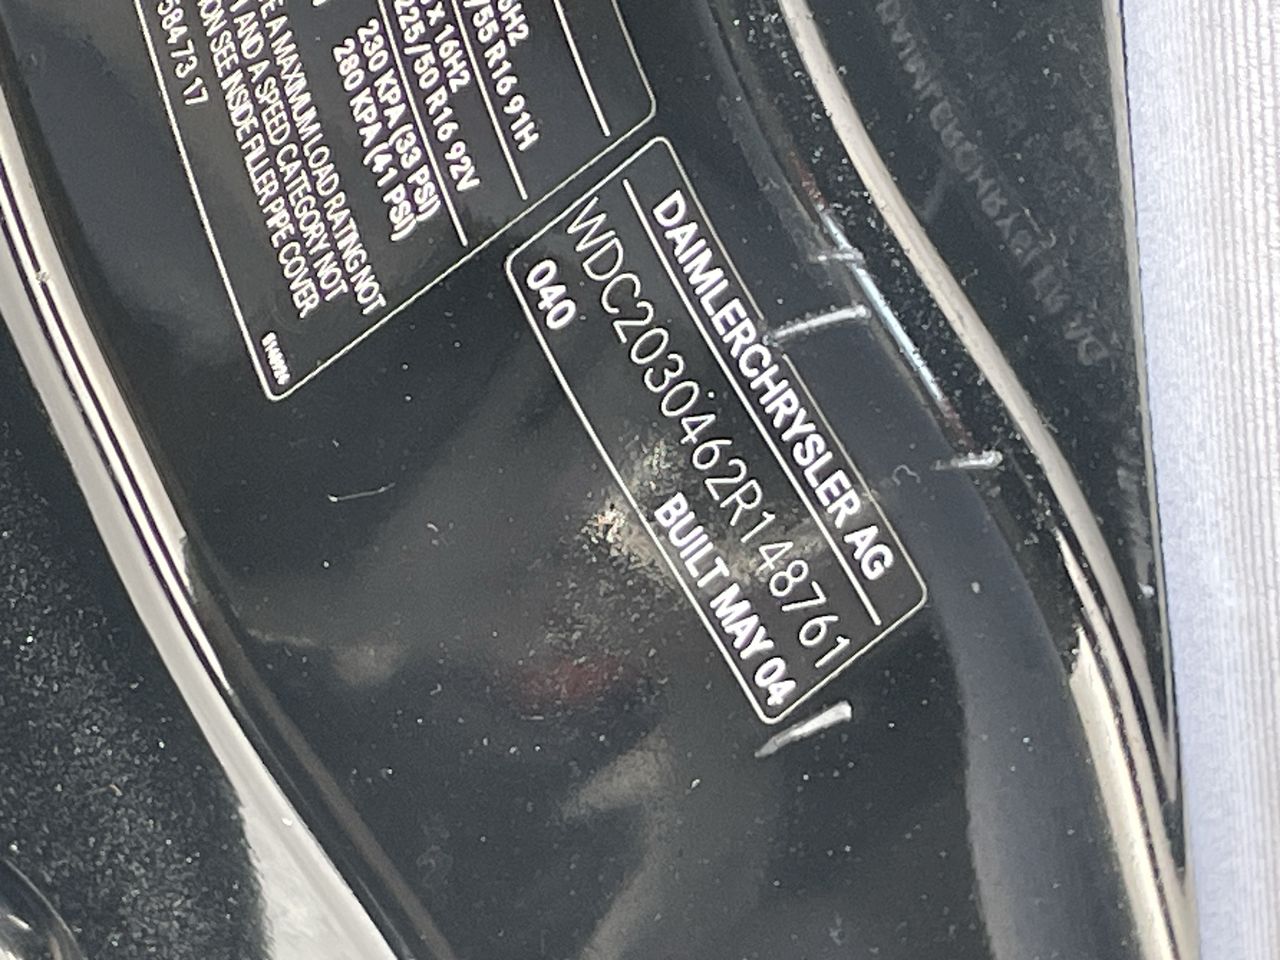 5H2
/55 R16 91H
x 16H2
225/50 R16 92V
230 KPA (33 PSI)
280 KPA (41 PSI)
E A MAXIMUM LOAD RATING NOT
AND A SPEED CATEGORY NOT
ON SEE INSIDE FILLER PIPE COVER
584 73 17
DAIMLERCHRYSLER AG
WDC2030462R148761
040 BUILT MAY 04